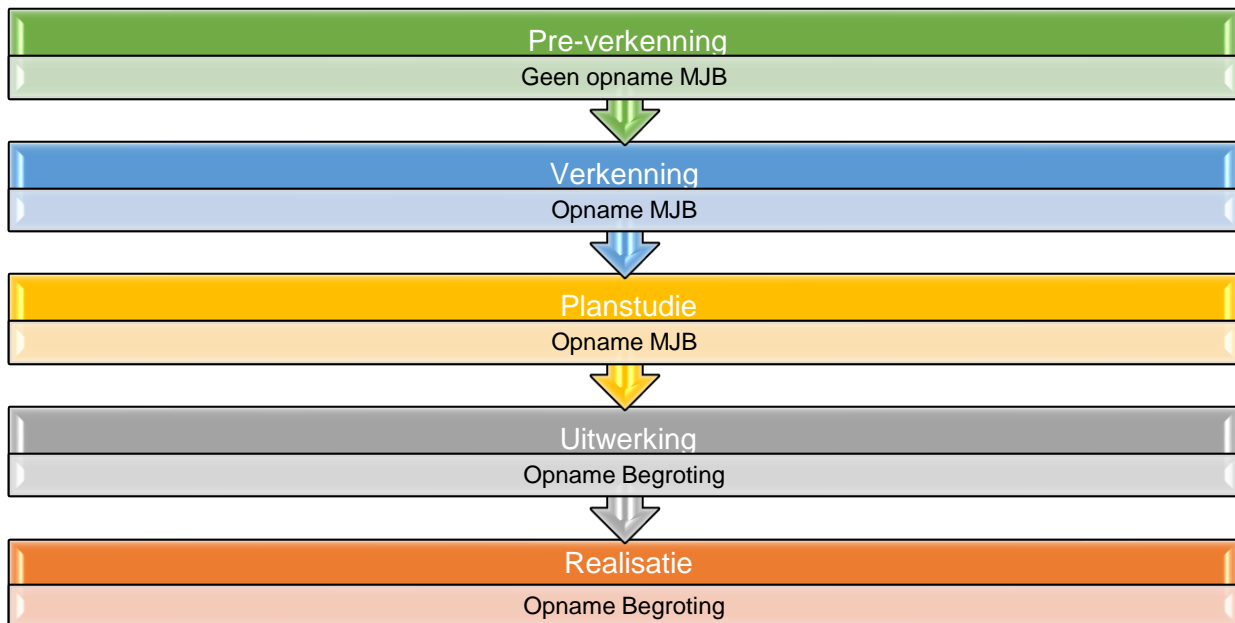 Pre-verkenning
Geen opname MJB
Verkenning
Opname MJB
Planstudie
Opname MJB
Uitwerking
Opname Begroting
Realisatie
Opname Begroting